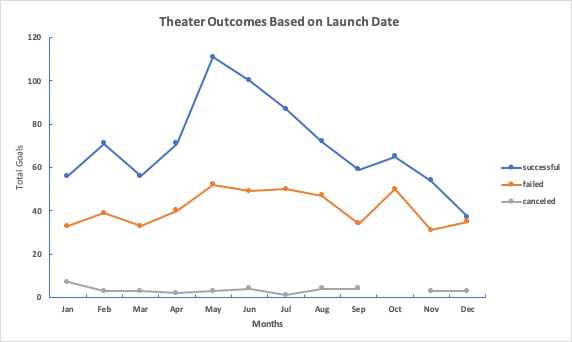 Theater Outcomes Based on Launch Date
120
100
80
60
40
20
0
Total Goals
Jan Feb Mar Apr May Jun Jul Aug Sep Oct Nov Dec
Months
successful
failed
canceled